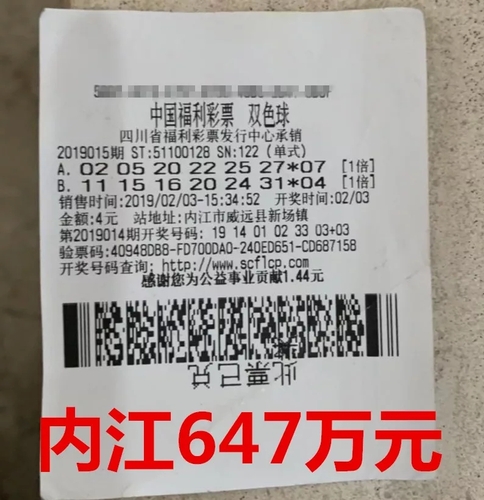 中国福利彩票 双色球
四川省福利彩票发行中心承销
2019015期 ST:51100128 SN:122 (单式)
A. 02 05 20 22 25 27*07 [1倍]
B. 11 15 16 20 24 31*04 [1倍]
销售时间:2019/02/03-15:34:52 开奖时间:02/03
金额:4元 站地址:内江市威远县新场镇
第2019014期开奖号码: 19 14 01 02 33 03+03
验票码:40948DB8-FD700DA0-240ED651-CD687158
开奖号码查询: http://www.scflcp.com
感谢您为公益事业贡献1.44元
此票已兑
内江647万元